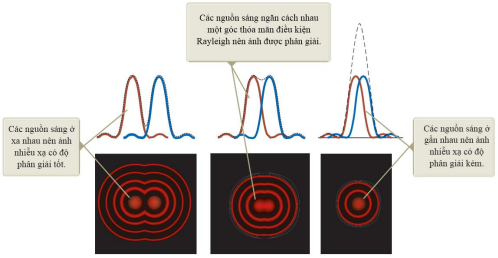 Các nguồn sáng ngăn cách nhau
một góc thỏa mãn điều kiện
Rayleigh nên ảnh được phân giải.
Các nguồn sáng ở
xa nhau nên ảnh
nhiễu xạ có độ
phân giải tốt.
Các nguồn sáng ở
gần nhau nên ảnh
nhiễu xạ có độ
phân giải kém.